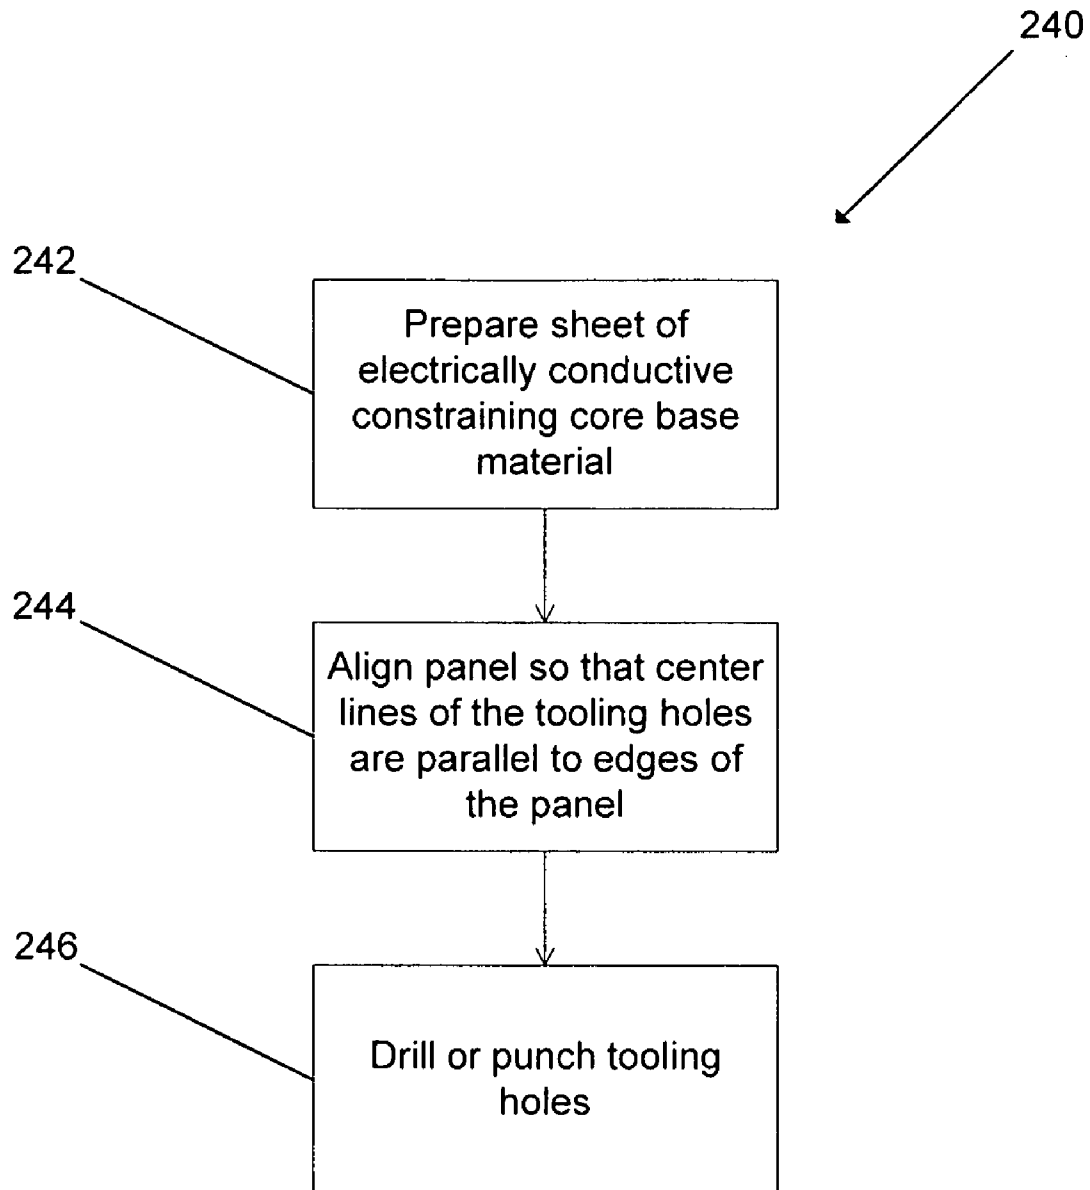 240
242
Prepare sheet of
electrically conductive
constraining core base
material
244
Align panel so that center
lines of the tooling holes
are parallel to edges of
the panel
246
Drill or punch tooling
holes